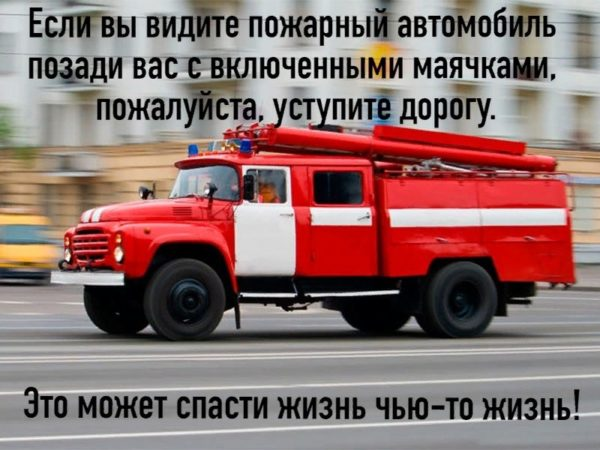 Если вы видите пожарный автомобиль
позади вас с включенными маячками,
пожалуйста, уступите дорогу.
Это может спасти жизнь чью-то жизнь!